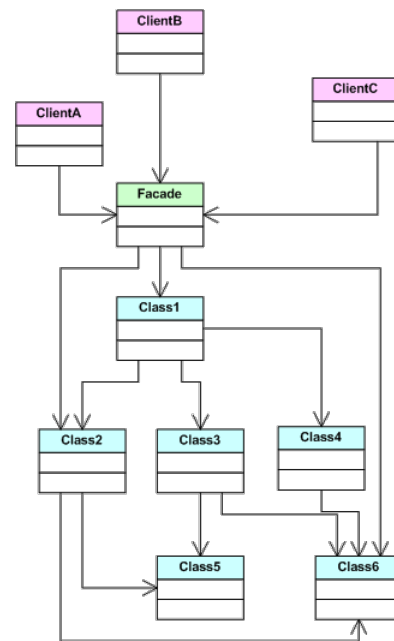 ClientB
ClientC
ClientA
Facade
Class1
Class2
Class3
Class4
Class5
Class6